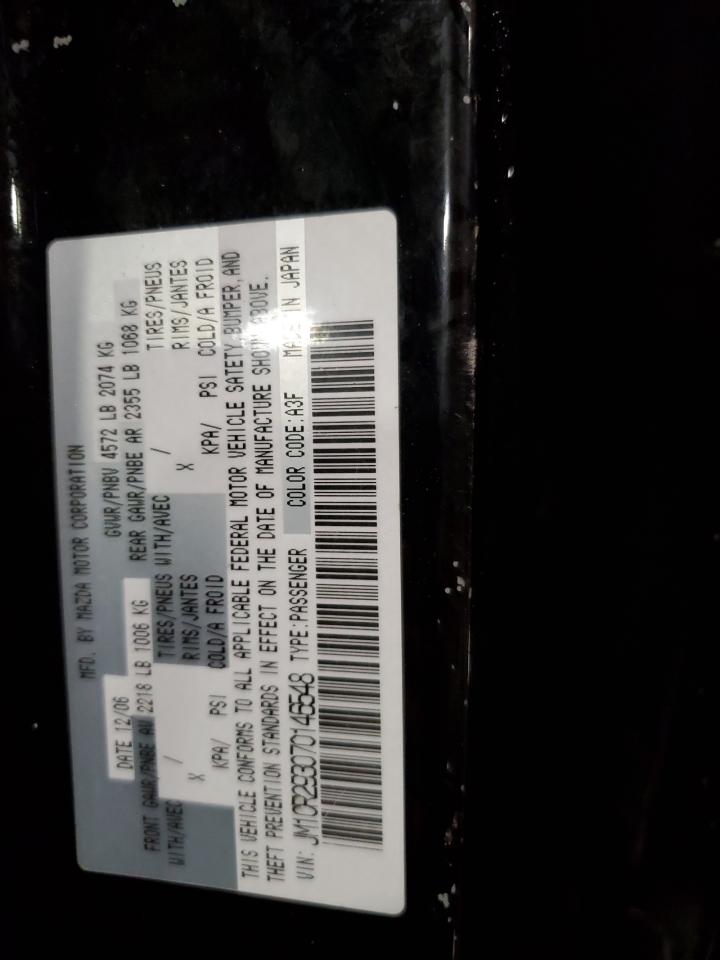 MFD. BY MAZDA MOTOR CORPORATION
DATE 12/06 GVWR/PNBV 4572 LB 2074 KG
FRONT GAWR/PNBE AV 2218 LB 1006 KG REAR GAWR/PNBE AR 2355 LB 1068 KG
WITH/AVEC / TIRES/PNEUS WITH/AVEC / TIRES/PNEUS
X RIMS/JANTES X RIMS/JANTES
KPA/ PSI COLD/A FROID KPA/ PSI COLD/A FROID
THIS VEHICLE CONFORMS TO ALL APPLICABLE FEDERAL MOTOR VEHICLE SAFETY, BUMPER, AND
THEFT PREVENTION STANDARDS IN EFFECT ON THE DATE OF MANUFACTURE SHOWN ABOVE.
VIN: JM1CR293070146548 TYPE:PASSENGER COLOR CODE:A3F MADE IN JAPAN